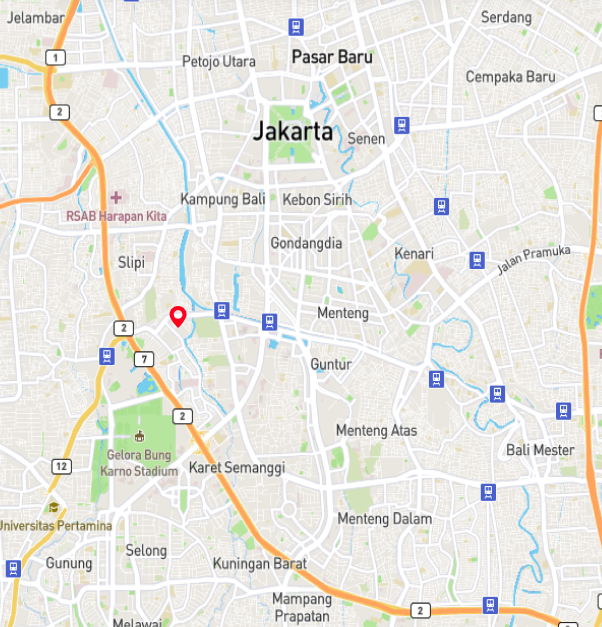 Jelambar
Serdang
1
Petojo Utara
Pasar Baru
Cempaka Baru
2
Jakarta
Senen
RSAB Harapan Kita
Kampung Bali
Kebon Sirih
Gondangdia
Kenari
Jalan Pramuka
Slipi
Menteng
2
7
Guntur
2
Menteng Atas
Gelora Bung
Karno Stadium
Karet Semanggi
Bali Mester
12
Universitas Pertamina
Menteng Dalam
Selong
Gunung
Kuningan Barat
Mampang
Prapatan
2
Melawai